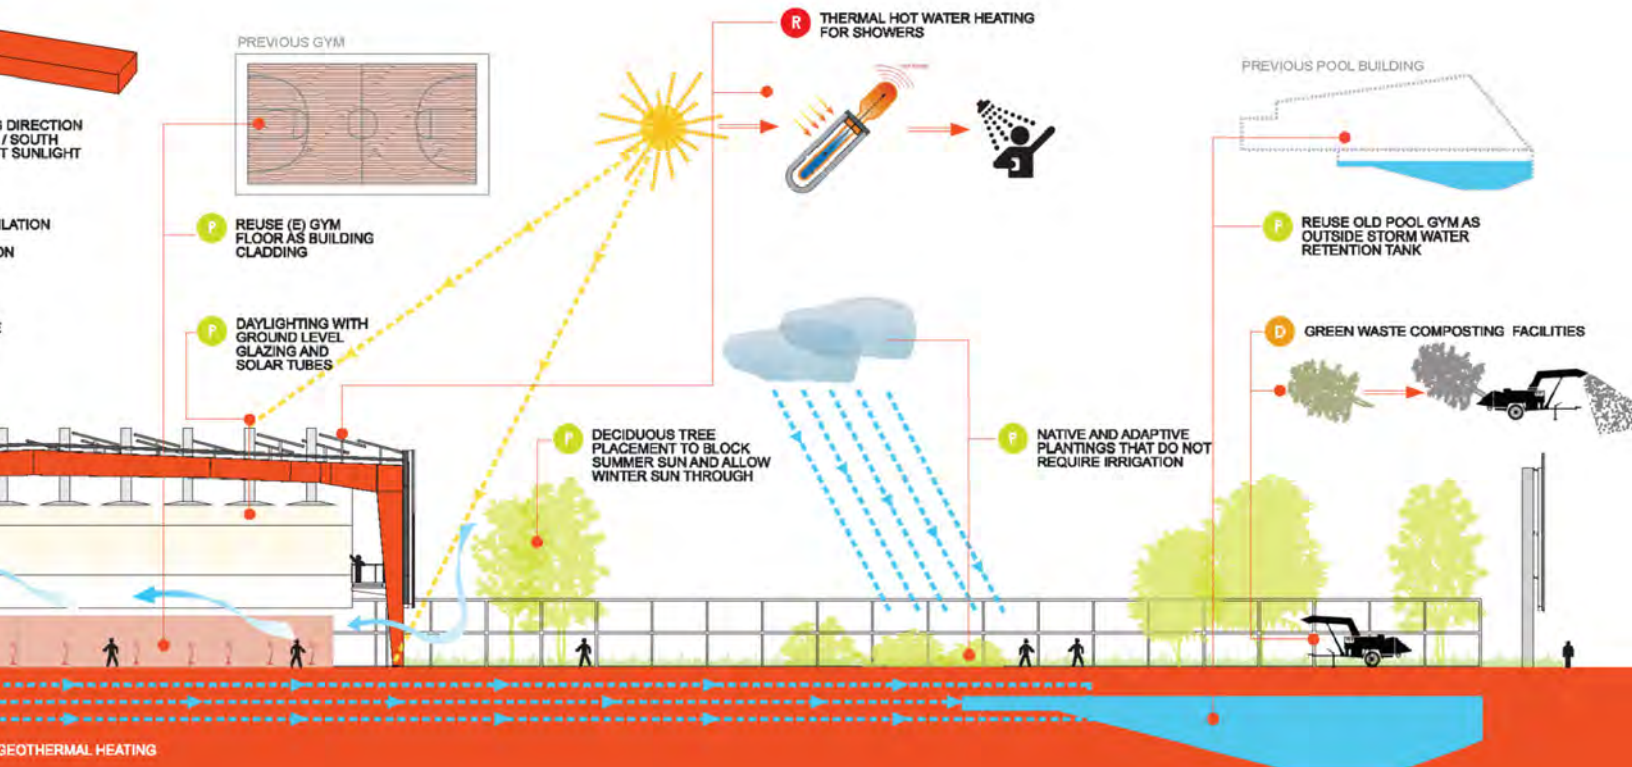 R THERMAL HOT WATER HEATING
FOR SHOWERS
PREVIOUS GYM
PREVIOUS POOL BUILDING
DIRECTION
/ SOUTH
SUNLIGHT
P REUSE (E) GYM
FLOOR AS BUILDING
CLADDING
P REUSE OLD POOL GYM AS
OUTSIDE STORM WATER
RETENTION TANK
P DAYLIGHTING WITH
GROUND LEVEL
GLAZING AND
SOLAR TUBES
D GREEN WASTE COMPOSTING FACILITIES
P DECIDUOUS TREE
PLACEMENT TO BLOCK
SUMMER SUN AND ALLOW
WINTER SUN THROUGH
P NATIVE AND ADAPTIVE
PLANTINGS THAT DO NOT
REQUIRE IRRIGATION
GEOTHERMAL HEATING